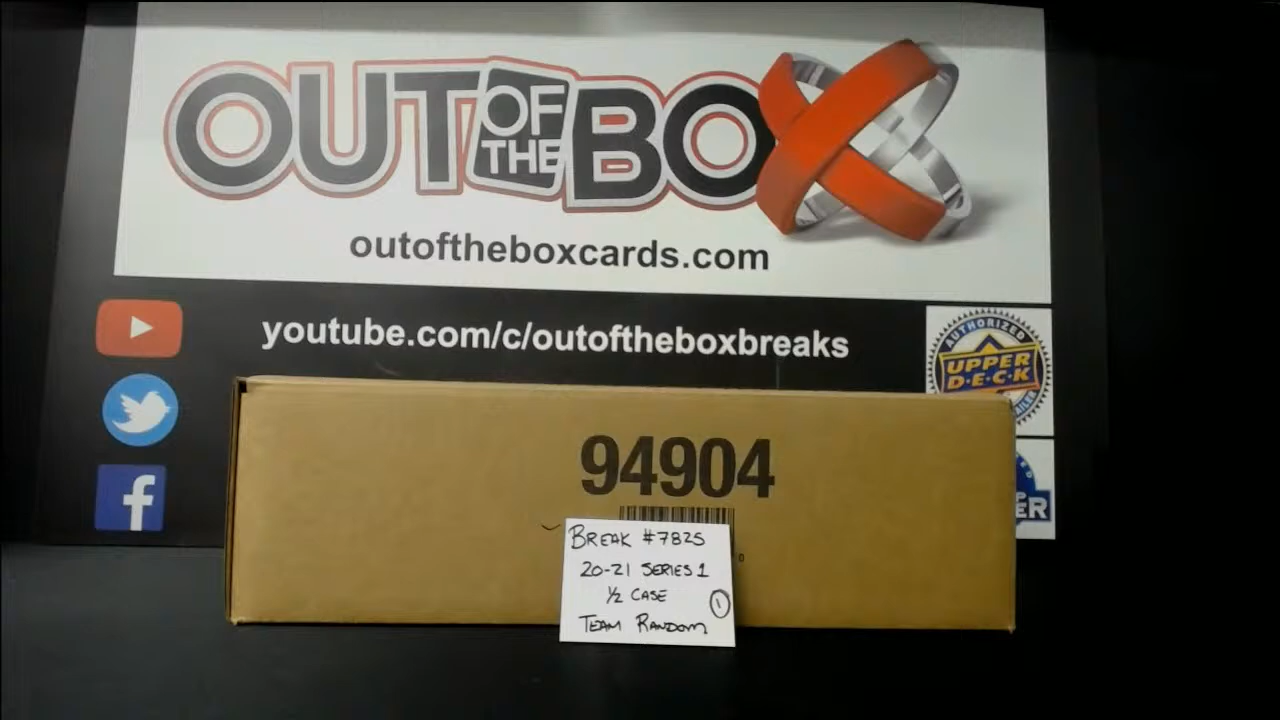 OUT OF THE BOX
outoftheboxcards.com
youtube.com/c/outoftheboxbreaks
AUTHORIZED
UPPER
D•E•C•K
94904
BREAK #7825
20-21 SERIES 1
1/2 CASE
1
TEAM RANDOM